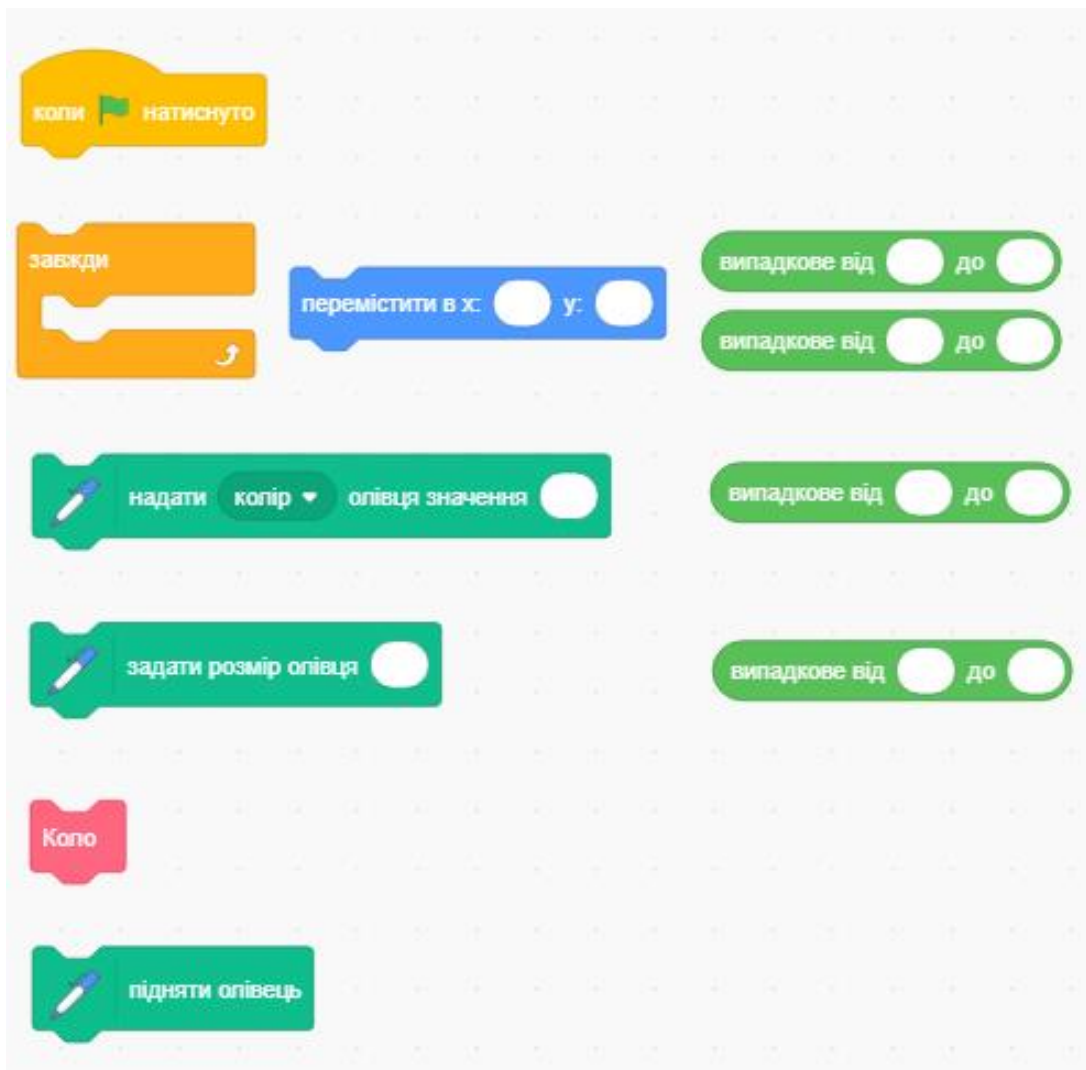 коли натиснуто
завжди
перемістити в x: y:
випадкове від до
випадкове від до
надати колір олівця значення
випадкове від до
задати розмір олівця
випадкове від до
Коло
підняти олівець